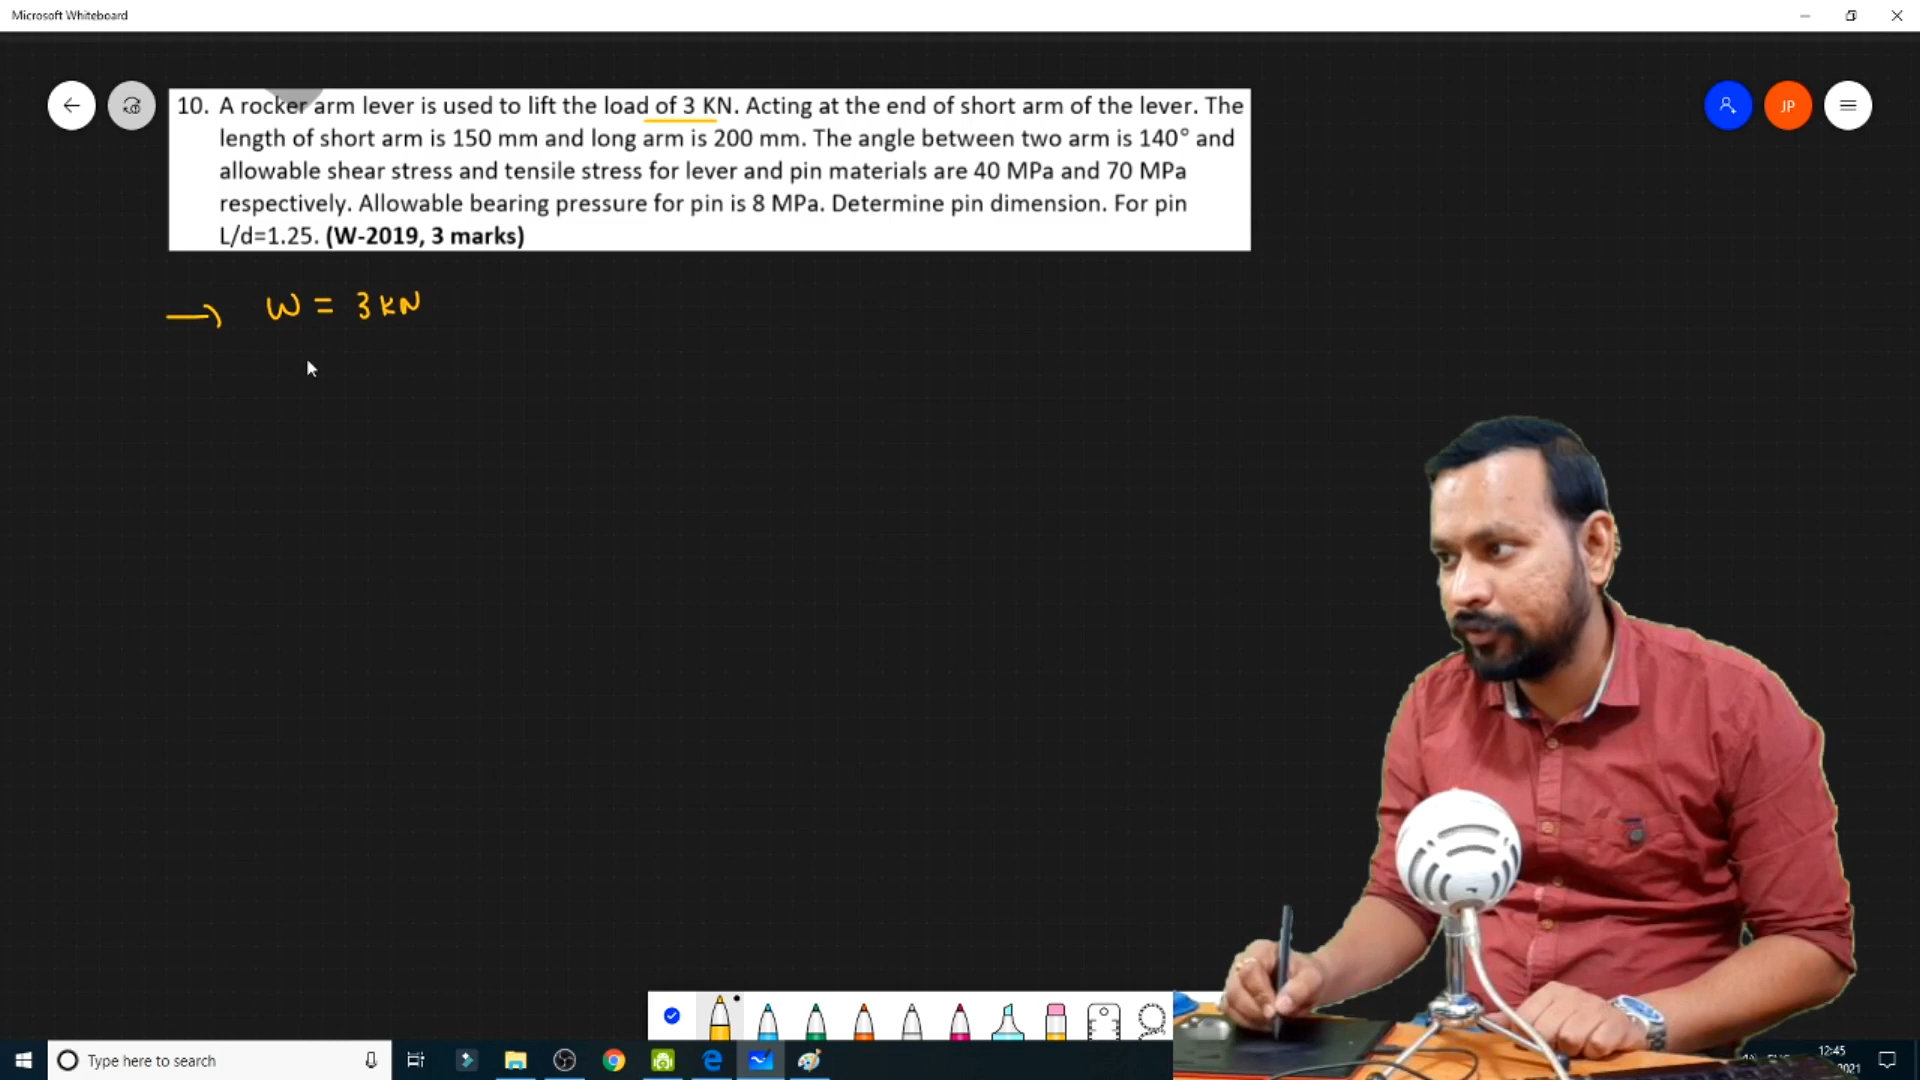 Microsoft Whiteboard
10. A rocker arm lever is used to lift the load of 3 KN. Acting at the end of short arm of the lever. The
length of short arm is 150 mm and long arm is 200 mm. The angle between two arm is 140° and
allowable shear stress and tensile stress for lever and pin materials are 40 MPa and 70 MPa
respectively. Allowable bearing pressure for pin is 8 MPa. Determine pin dimension. For pin
L/d=1.25. (W-2019, 3 marks)
JP
→ W = 3 KN
Type here to search
12:45
2021